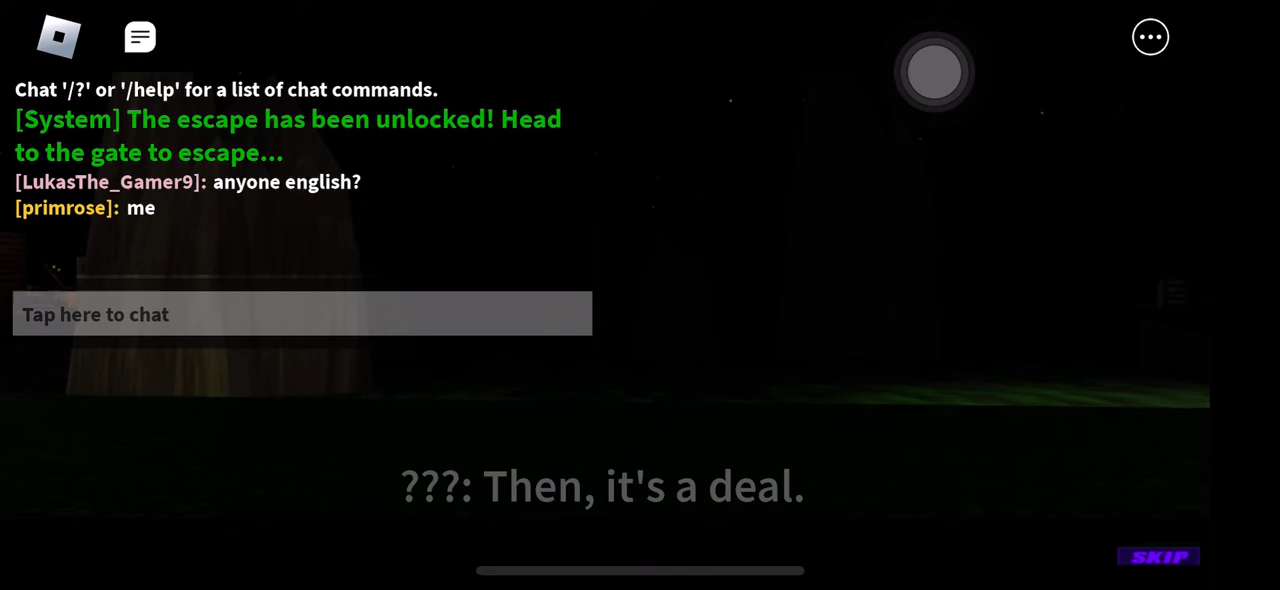 Chat '/?' or '/help' for a list of chat commands.
[System] The escape has been unlocked! Head
to the gate to escape...
[LukasThe_Gamer9]: anyone english?
[primrose]: me
Tap here to chat
???: Then, it's a deal.
SKIP